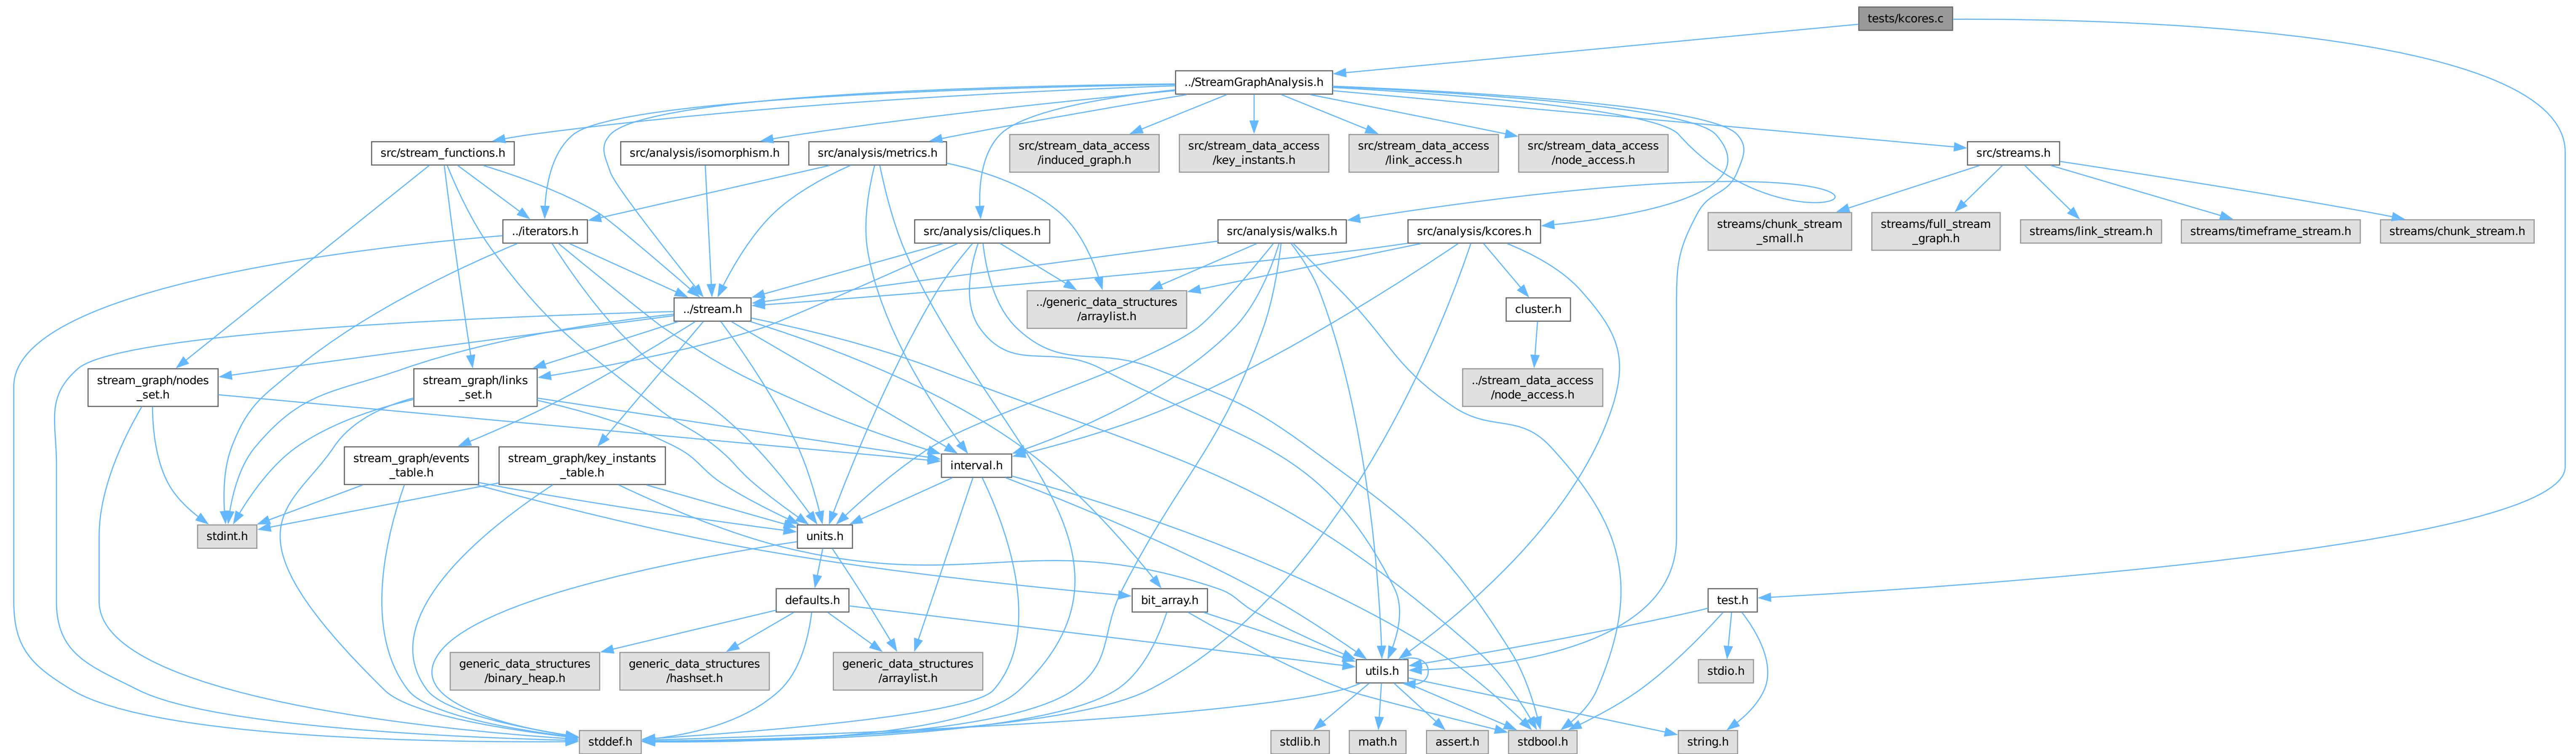 tests/kcores.c
../StreamGraphAnalysis.h
src/stream_functions.h
src/analysis/isomorphism.h
src/analysis/metrics.h
src/stream_data_access
/induced_graph.h
src/stream_data_access
/key_instants.h
src/stream_data_access
/link_access.h
src/stream_data_access
/node_access.h
src/streams.h
../iterators.h
src/analysis/cliques.h
src/analysis/walks.h
src/analysis/kcores.h
streams/chunk_stream
_small.h
streams/full_stream
_graph.h
streams/link_stream.h
streams/timeframe_stream.h
streams/chunk_stream.h
../stream.h
../generic_data_structures
/arraylist.h
cluster.h
stream_graph/nodes
_set.h
stream_graph/links
_set.h
../stream_data_access
/node_access.h
stream_graph/events
_table.h
stream_graph/key_instants
_table.h
interval.h
stdint.h
units.h
defaults.h
bit_array.h
test.h
generic_data_structures
/binary_heap.h
generic_data_structures
/hashset.h
generic_data_structures
/arraylist.h
utils.h
stdio.h
stddef.h
stdlib.h
math.h
assert.h
stdbool.h
string.h